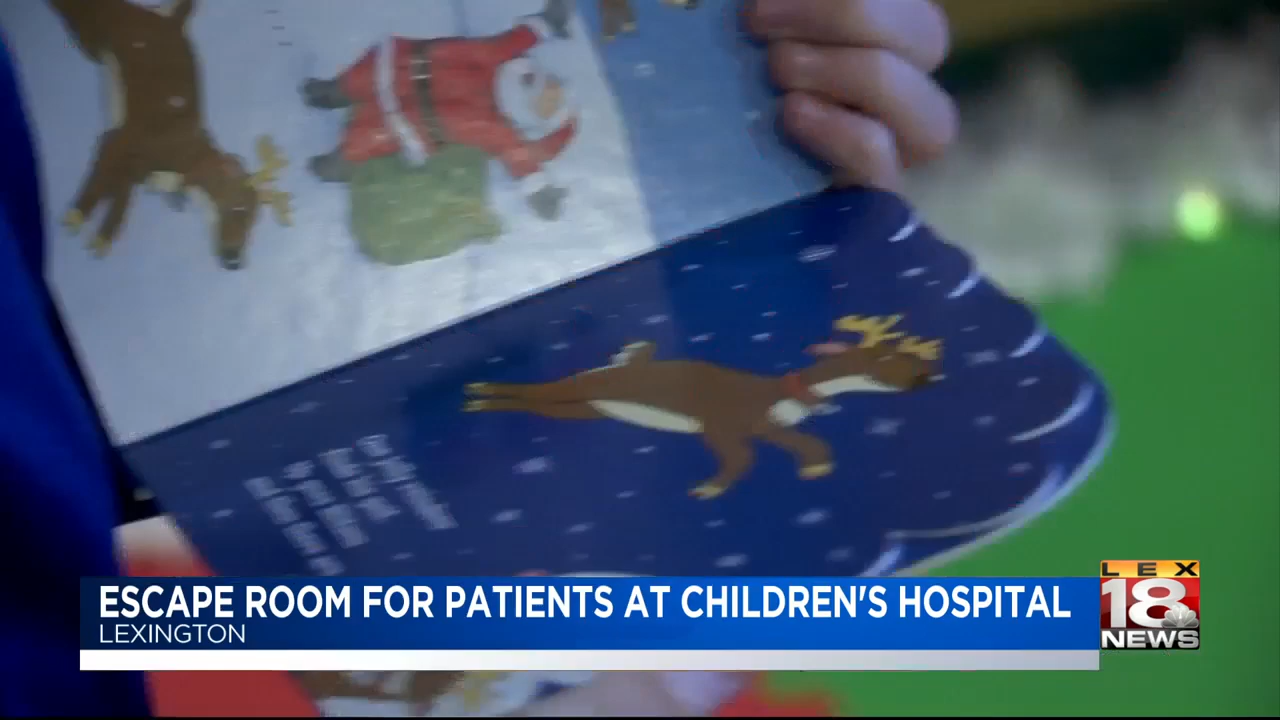 ESCAPE ROOM FOR PATIENTS AT CHILDREN'S HOSPITAL
LEXINGTON
LEX
18
NEWS